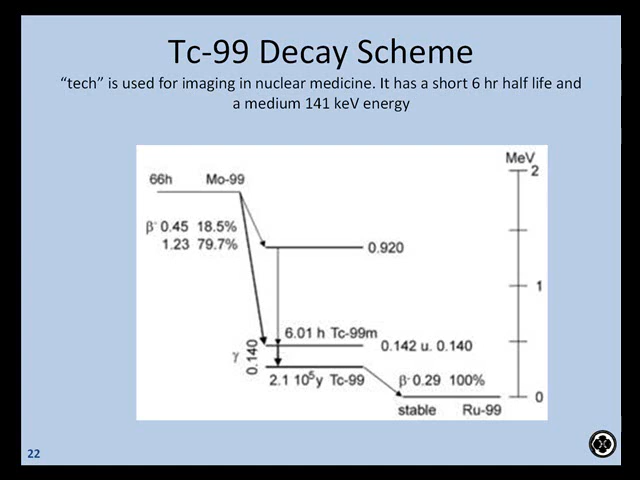 Tc-99 Decay Scheme
“tech” is used for imaging in nuclear medicine. It has a short 6 hr half life and
a medium 141 keV energy
MeV
2
66h Mo-99
β⁻ 0.45 18.5%
1.23 79.7%
0.920
1
6.01 h Tc-99m
0.142 u. 0.140
γ 0.140
2.1 10⁵y Tc-99
β⁻ 0.29 100%
0
stable Ru-99
22